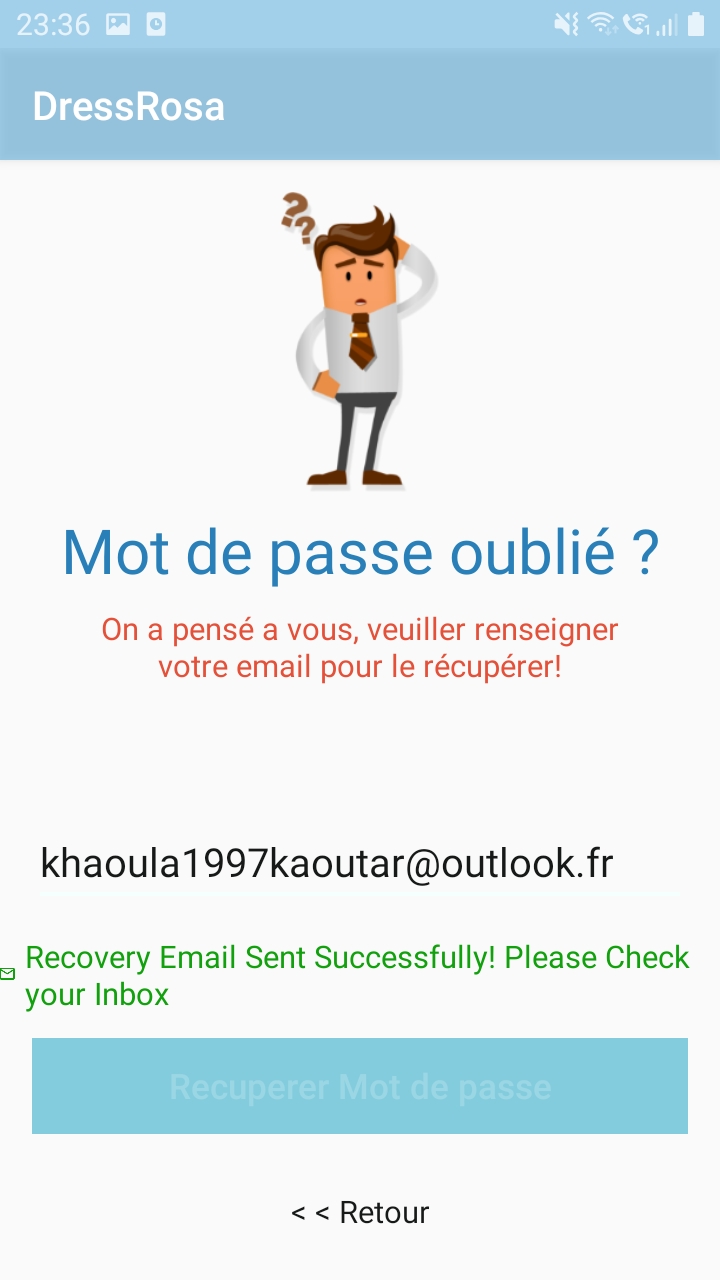 23:36
DressRosa
??
Mot de passe oublié ?
On a pensé a vous, veuiller renseigner
votre email pour le récupérer!
khaoula1997kaoutar@outlook.fr
Recovery Email Sent Successfully! Please Check
your Inbox
Recuperer Mot de passe
< < Retour